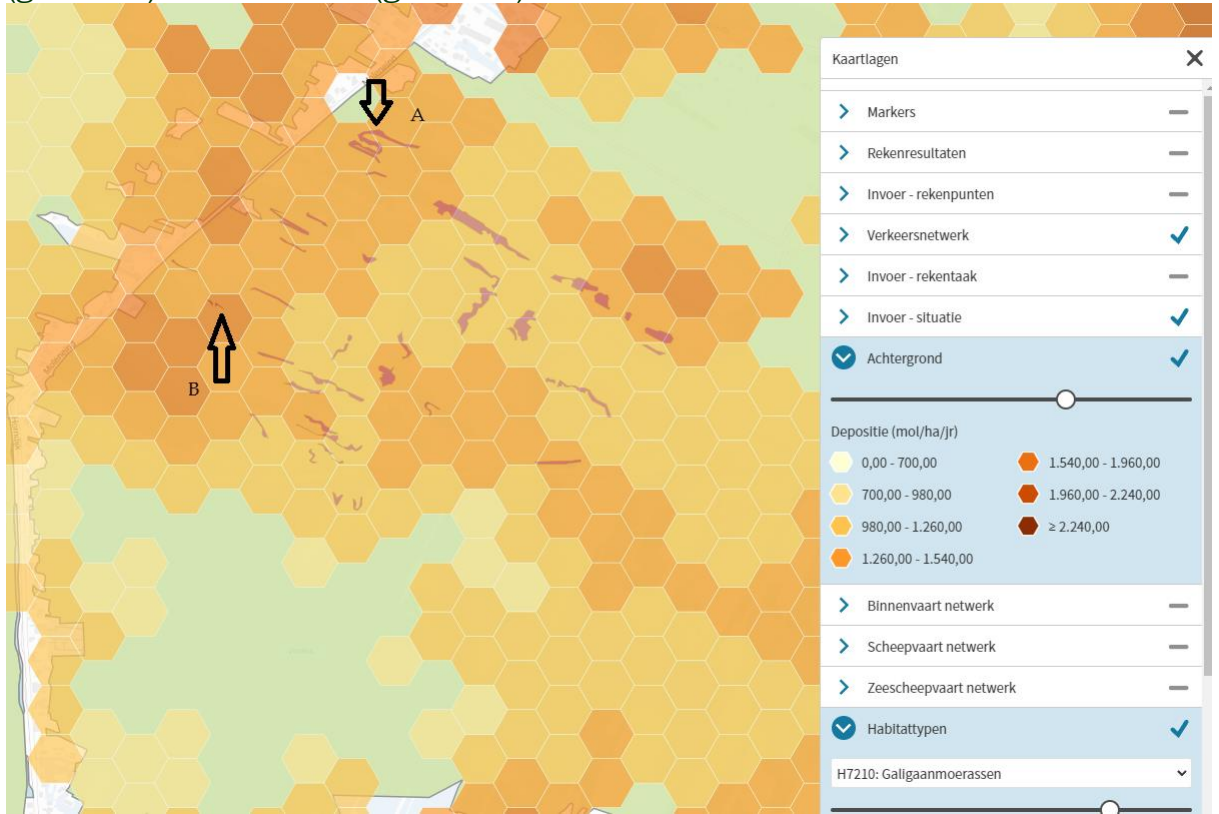 A
B
Kaartlagen
Markers
Rekenresultaten
Invoer - rekenpunten
Verkeersnetwerk
Invoer - rekentaak
Invoer - situatie
Achtergrond
Depositie (mol/ha/jr)
0,00 - 700,00
1.540,00 - 1.960,00
700,00 - 980,00
1.960,00 - 2.240,00
980,00 - 1.260,00
≥ 2.240,00
1.260,00 - 1.540,00
Binnenvaart netwerk
Scheepvaart netwerk
Zeescheepvaart netwerk
Habitattypen
H7210: Galigaanmoerassen